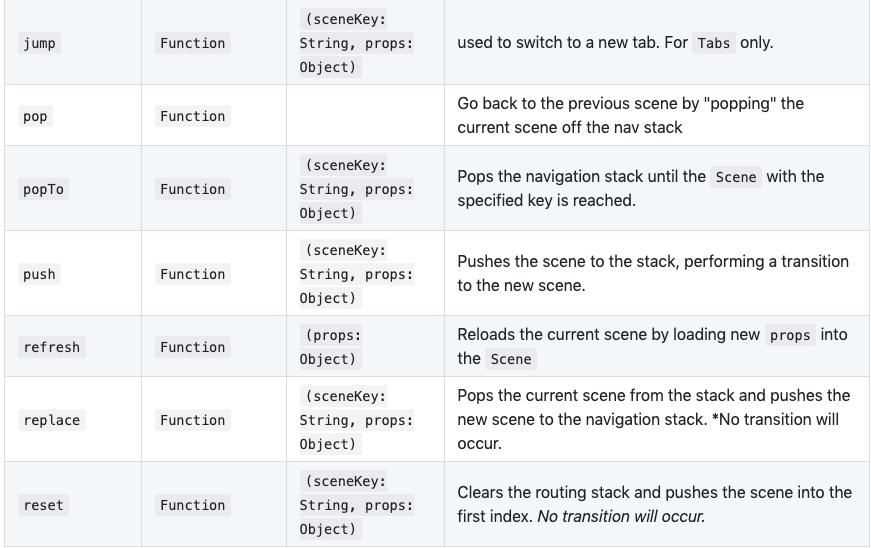 jump Function (sceneKey: String, props: Object) used to switch to a new tab. For Tabs only.
pop Function Go back to the previous scene by "popping" the
current scene off the nav stack
popTo Function (sceneKey: String, props: Object) Pops the navigation stack until the Scene with the
specified key is reached.
push Function (sceneKey: String, props: Object) Pushes the scene to the stack, performing a transition
to the new scene.
refresh Function (props: Object) Reloads the current scene by loading new props into
the Scene
replace Function (sceneKey: String, props: Object) Pops the current scene from the stack and pushes the
new scene to the navigation stack. *No transition will
occur.
reset Function (sceneKey: String, props: Object) Clears the routing stack and pushes the scene into the
first index. No transition will occur.